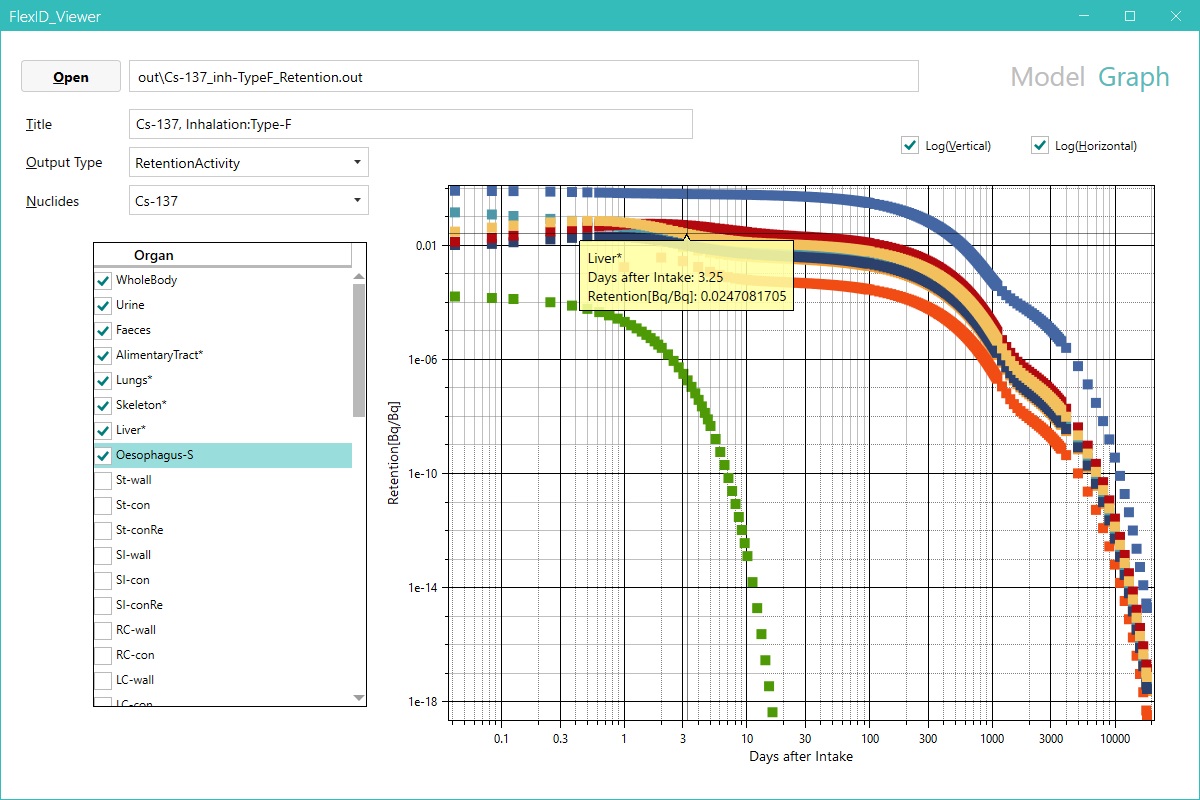 FlexID_Viewer
Open
out\Cs-137_inh-TypeF_Retention.out
Model Graph
Title
Cs-137, Inhalation:Type-F
Output Type
RetentionActivity
Log(Vertical)
Log(Horizontal)
Nuclides
Cs-137
Organ
WholeBody
Urine
Faeces
AlimentaryTract*
Lungs*
Skeleton*
Liver*
Oesophagus-S
St-wall
St-con
St-conRe
SI-wall
SI-con
SI-conRe
RC-wall
RC-con
LC-wall
LC-con
Retention[Bq/Bq]
0.01
1e-06
1e-10
1e-14
1e-18
Liver*
Days after Intake: 3.25
Retention[Bq/Bq]: 0.0247081705
0.1 0.3 1 3 10 30 100 300 1000 3000 10000
Days after Intake